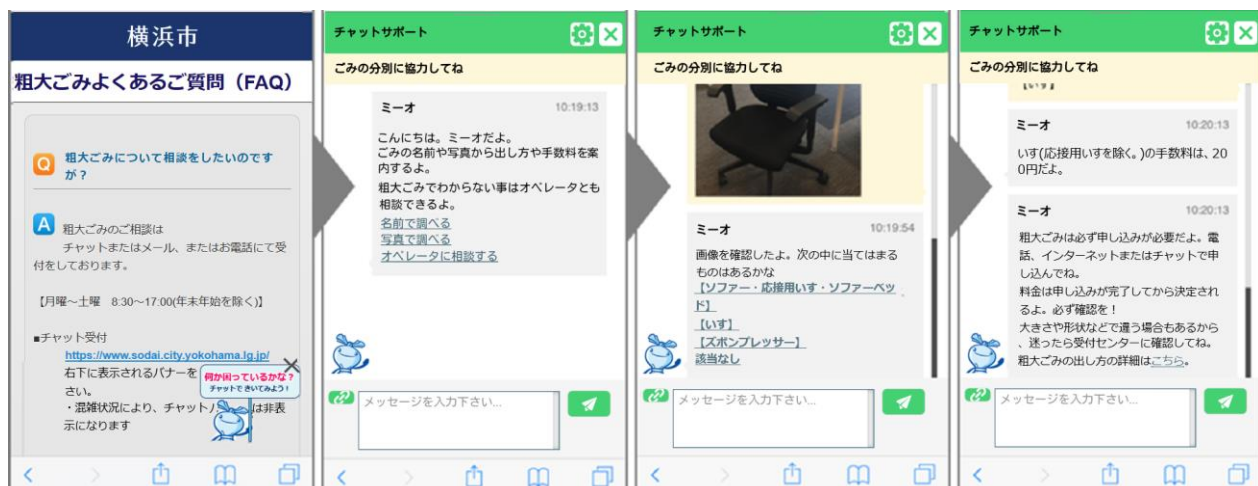 横浜市
粗大ごみよくあるご質問（FAQ）
Q
粗大ごみについて相談をしたいのです
が？
A
粗大ごみのご相談は
チャットまたはメール、またはお電話にて受
付をしております。
【月曜～土曜 8:30～17:00(年末年始を除く)】
■チャット受付
https://www.sodai.city.yokohama.lg.jp/
右下に表示されるバナーを
さい。
・混雑状況により、チャット
は非表
示になります
何か困っているかな？
チャットできいてみよう！
チャットサポート
ごみの分別に協力してね
ミーオ
10:19:13
こんにちは。ミーオだよ。
ごみの名前や写真から出し方や手数料を案
内するよ。
粗大ごみでわからない事はオペレータとも
相談できるよ。
名前で調べる
写真で調べる
オペレータに相談する
メッセージを入力下さい...
チャットサポート
ごみの分別に協力してね
ミーオ
10:19:54
画像を確認したよ。次の中に当てはまる
ものはあるかな
【ソファー・応接用いす・ソファーベッ
ド】
【いす】
【ズボンプレッサー】
該当なし
メッセージを入力下さい...
チャットサポート
ごみの分別に協力してね
【いす】
ミーオ
10:20:13
いす(応接用いすを除く。)の手数料は、20
0円だよ。
ミーオ
10:20:13
粗大ごみは必ず申し込みが必要だよ。電
話、インターネットまたはチャットで申
し込んでね。
料金は申し込みが完了してから決定され
るよ。必ず確認を！
大きさや形状などで違う場合もあるから
、迷ったら受付センターに確認してね。
粗大ごみの出し方の詳細はこちら。
メッセージを入力下さい...